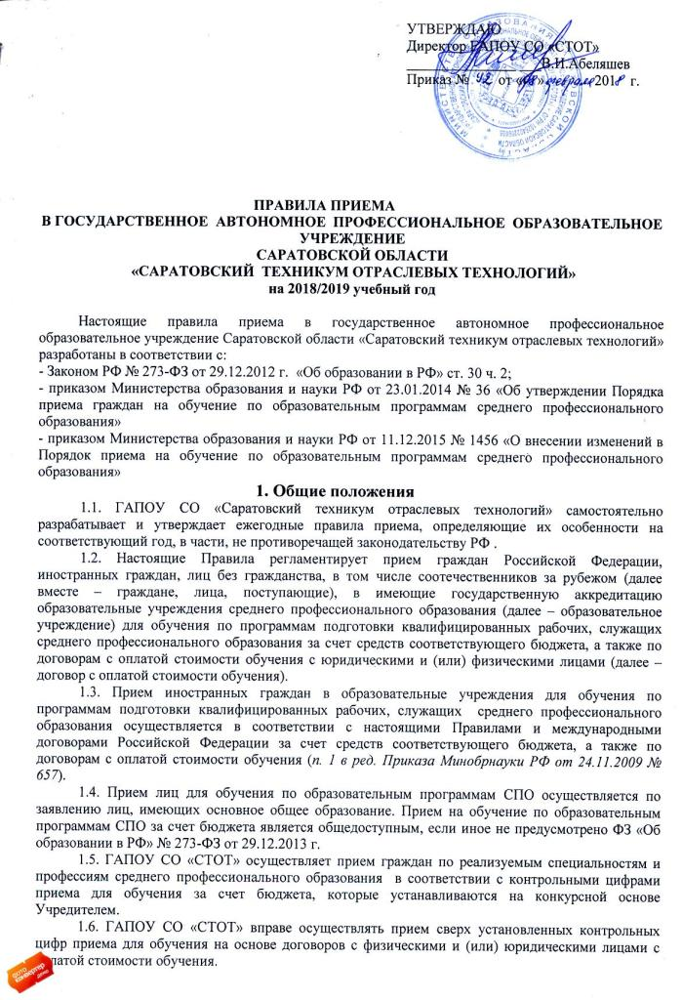 УТВЕРЖДАЮ
Директор ГАПОУ СО «СТОТ»
В.И.Абеляшев
Приказ № 42 от « » февраля 2018 г.
ПРАВИЛА ПРИЕМА
В ГОСУДАРСТВЕННОЕ АВТОНОМНОЕ ПРОФЕССИОНАЛЬНОЕ ОБРАЗОВАТЕЛЬНОЕ
УЧРЕЖДЕНИЕ
САРАТОВСКОЙ ОБЛАСТИ
«САРАТОВСКИЙ ТЕХНИКУМ ОТРАСЛЕВЫХ ТЕХНОЛОГИЙ»
на 2018/2019 учебный год
Настоящие правила приема в государственное автономное профессиональное
образовательное учреждение Саратовской области «Саратовский техникум отраслевых технологий»
разработаны в соответствии с:
- Законом РФ № 273-ФЗ от 29.12.2012 г. «Об образовании в РФ» ст. 30 ч. 2;
- приказом Министерства образования и науки РФ от 23.01.2014 № 36 «Об утверждении Порядка
приема граждан на обучение по образовательным программам среднего профессионального
образования»
- приказом Министерства образования и науки РФ от 11.12.2015 № 1456 «О внесении изменений в
Порядок приема на обучение по образовательным программам среднего профессионального
образования»
1. Общие положения
1.1. ГАПОУ СО «Саратовский техникум отраслевых технологий» самостоятельно
разрабатывает и утверждает ежегодные правила приема, определяющие их особенности на
соответствующий год, в части, не противоречащей законодательству РФ .
1.2. Настоящие Правила регламентирует прием граждан Российской Федерации,
иностранных граждан, лиц без гражданства, в том числе соотечественников за рубежом (далее
вместе – граждане, лица, поступающие), в имеющие государственную аккредитацию
образовательные учреждения среднего профессионального образования (далее – образовательное
учреждение) для обучения по программам подготовки квалифицированных рабочих, служащих
среднего профессионального образования за счет средств соответствующего бюджета, а также по
договорам с оплатой стоимости обучения с юридическими и (или) физическими лицами (далее –
договор с оплатой стоимости обучения).
1.3. Прием иностранных граждан в образовательные учреждения для обучения по
программам подготовки квалифицированных рабочих, служащих среднего профессионального
образования осуществляется в соответствии с настоящими Правилами и международными
договорами Российской Федерации за счет средств соответствующего бюджета, а также по
договорам с оплатой стоимости обучения (п. 1 в ред. Приказа Минобрнауки РФ от 24.11.2009 №
657).
1.4. Прием лиц для обучения по образовательным программам СПО осуществляется по
заявлению лиц, имеющих основное общее образование. Прием на обучение по образовательным
программам СПО за счет бюджета является общедоступным, если иное не предусмотрено ФЗ «Об
образовании в РФ» № 273-ФЗ от 29.12.2013 г.
1.5. ГАПОУ СО «СТОТ» осуществляет прием граждан по реализуемым специальностям и
профессиям среднего профессионального образования в соответствии с контрольными цифрами
приема для обучения за счет бюджета, которые устанавливаются на конкурсной основе
Учредителем.
1.6. ГАПОУ СО «СТОТ» вправе осуществлять прием сверх установленных контрольных
цифр приема для обучения на основе договоров с физическими и (или) юридическими лицами с
оплатой стоимости обучения.
ФОТО
КОНВЕРТЕР
ДЕМО